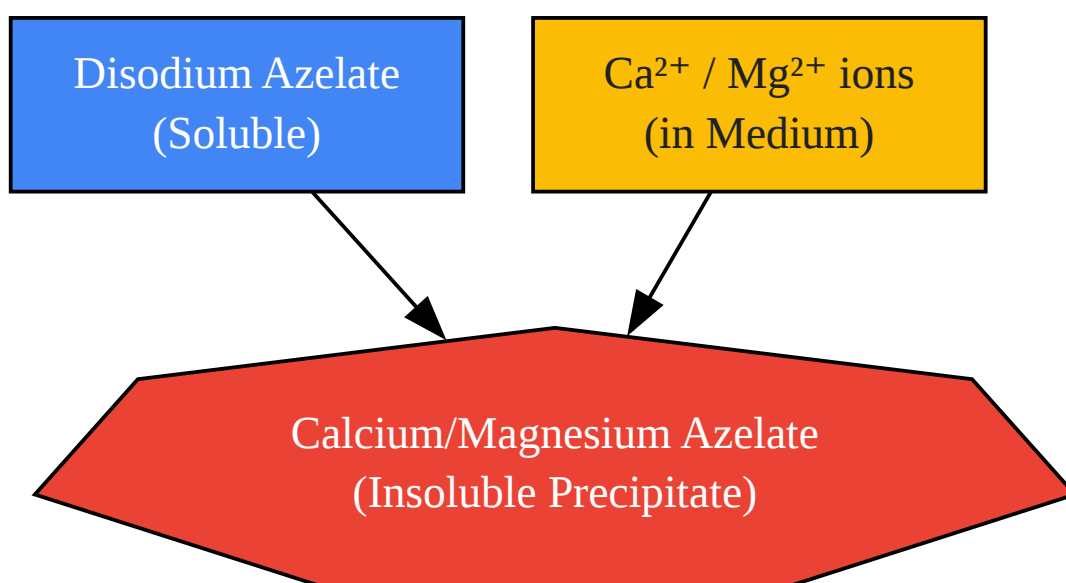 Disodium Azelate
(Soluble)
Ca²⁺ / Mg²⁺ ions
(in Medium)
Calcium/Magnesium Azelate
(Insoluble Precipitate)